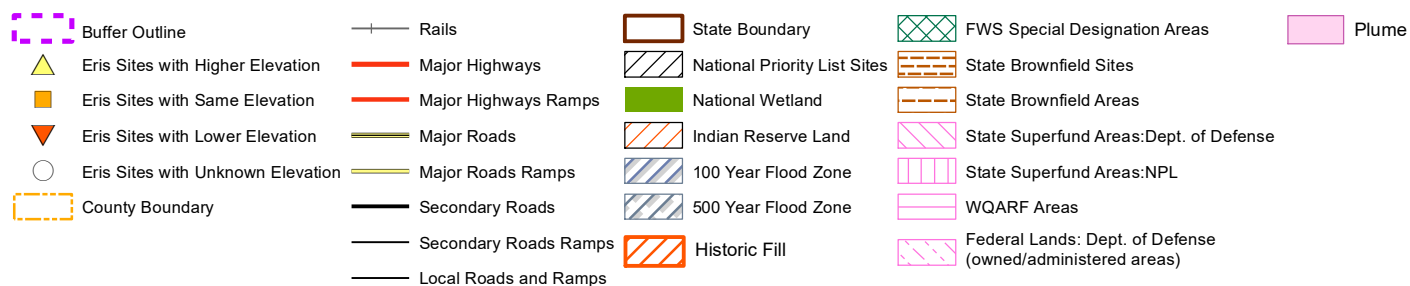 Buffer Outline
Eris Sites with Higher Elevation
Eris Sites with Same Elevation
Eris Sites with Lower Elevation
Eris Sites with Unknown Elevation
County Boundary
Rails
Major Highways
Major Highways Ramps
Major Roads
Major Roads Ramps
Secondary Roads
Secondary Roads Ramps
Local Roads and Ramps
State Boundary
National Priority List Sites
National Wetland
Indian Reserve Land
100 Year Flood Zone
500 Year Flood Zone
Historic Fill
FWS Special Designation Areas
State Brownfield Sites
State Brownfield Areas
State Superfund Areas:Dept. of Defense
State Superfund Areas:NPL
WQARF Areas
Federal Lands: Dept. of Defense
(owned/administered areas)
Plume